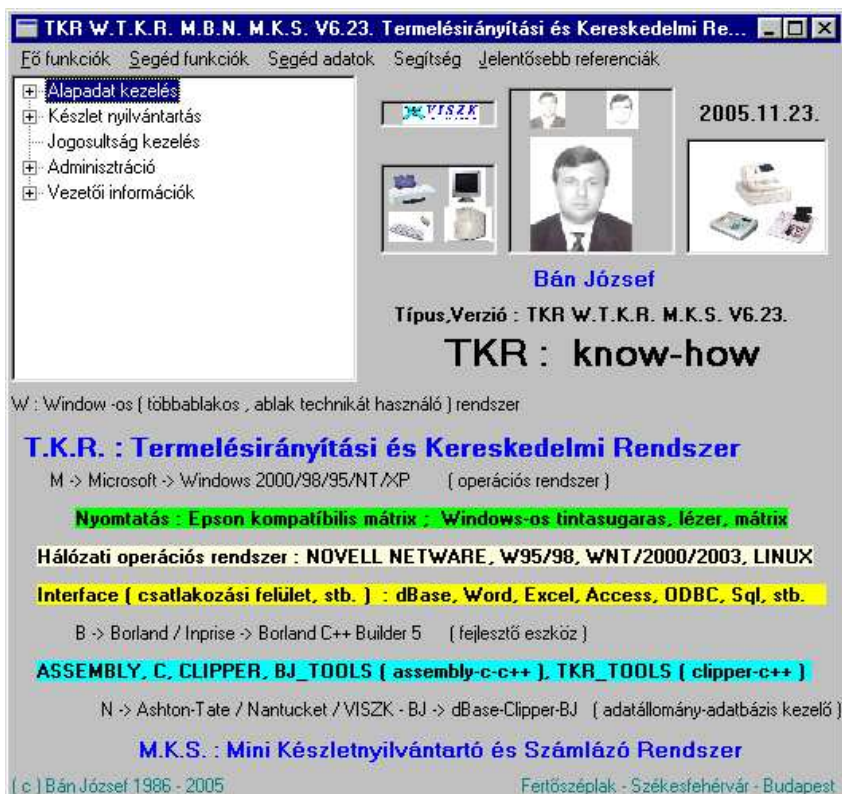 TKR W.T.K.R. M.B.N. M.K.S. V6.23. Termelésirányítási és Kereskedelmi Re...
Fő funkciók Segéd funkciók Segéd adatok Segítség Jelentősebb referenciák
Alapadat kezelés
Készlet nyilvántartás
Jogosultság kezelés
Adminisztráció
Vezetői információk
VISZK
2005.11.23.
Bán József
Típus,Verzió : TKR W.T.K.R. M.K.S. V6.23.
TKR : know-how
W : Window -os ( többablakos , ablak technikát használó ) rendszer
T.K.R. : Termelésirányítási és Kereskedelmi Rendszer
M -> Microsoft -> Windows 2000/98/95/NT/XP ( operációs rendszer )
Nyomtatás : Epson kompatíbilis mátrix ; Windows-os tintasugaras, lézer, mátrix
Hálózati operációs rendszer : NOVELL NETWARE, W95/98, WNT/2000/2003, LINUX
Interface ( csatlakozási felület, stb. ) : dBase, Word, Excel, Access, ODBC, Sql, stb.
B -> Borland / Inprise -> Borland C++ Builder 5 ( fejlesztő eszköz )
ASSEMBLY, C, CLIPPER, BJ_TOOLS ( assembly-c-c++ ), TKR_TOOLS ( clipper-c++ )
N -> Ashton-Tate / Nantucket / VISZK - BJ -> dBase-Clipper-BJ ( adatállomány-adatbázis kezelő )
M.K.S. : Mini Készletnyilvántartó és Számlázó Rendszer
( c ) Bán József 1986 - 2005
Fertőszéplak - Székesfehérvár - Budapest